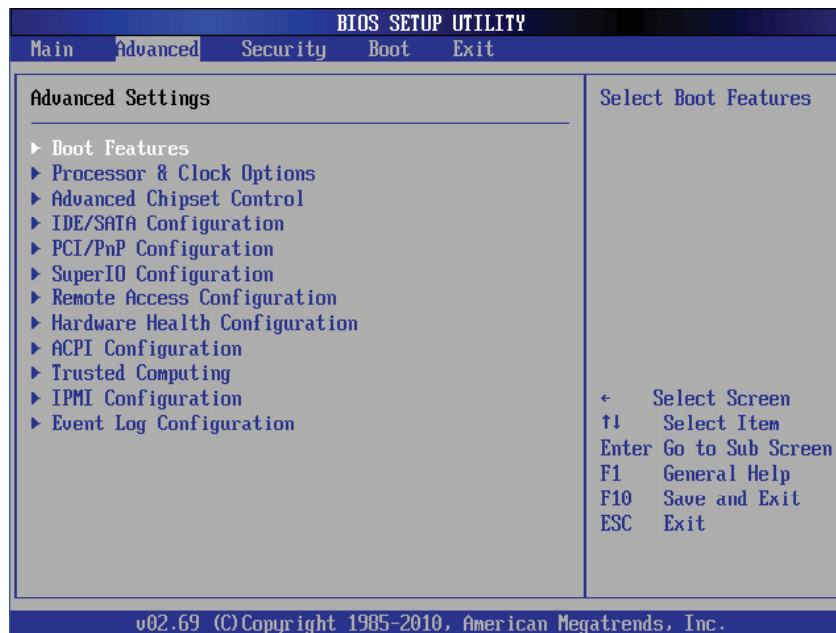 BIOS SETUP UTILITY
Main Advanced Security Boot Exit
Advanced Settings
▶ Boot Features
▶ Processor & Clock Options
▶ Advanced Chipset Control
▶ IDE/SATA Configuration
▶ PCI/PnP Configuration
▶ SuperIO Configuration
▶ Remote Access Configuration
▶ Hardware Health Configuration
▶ ACPI Configuration
▶ Trusted Computing
▶ IPMI Configuration
▶ Event Log Configuration
Select Boot Features
← Select Screen
↑↓ Select Item
Enter Go to Sub Screen
F1 General Help
F10 Save and Exit
ESC Exit
v02.69 (C)Copyright 1985-2010, American Megatrends, Inc.